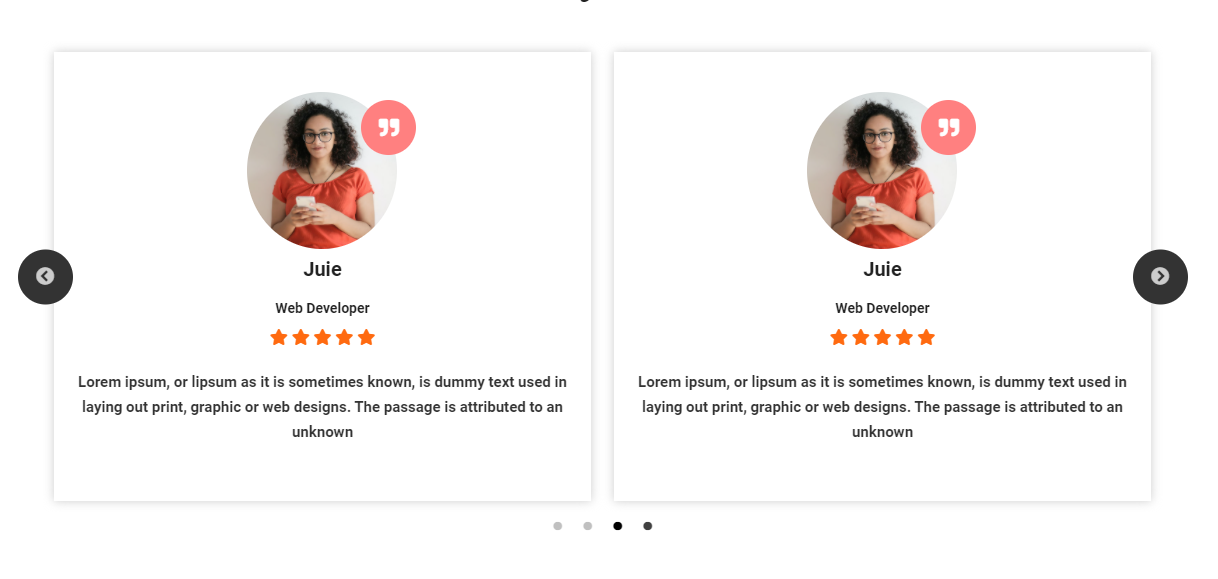 Juie
Web Developer
Lorem ipsum, or lipsum as it is sometimes known, is dummy text used in
laying out print, graphic or web designs. The passage is attributed to an
unknown
Juie
Web Developer
Lorem ipsum, or lipsum as it is sometimes known, is dummy text used in
laying out print, graphic or web designs. The passage is attributed to an
unknown